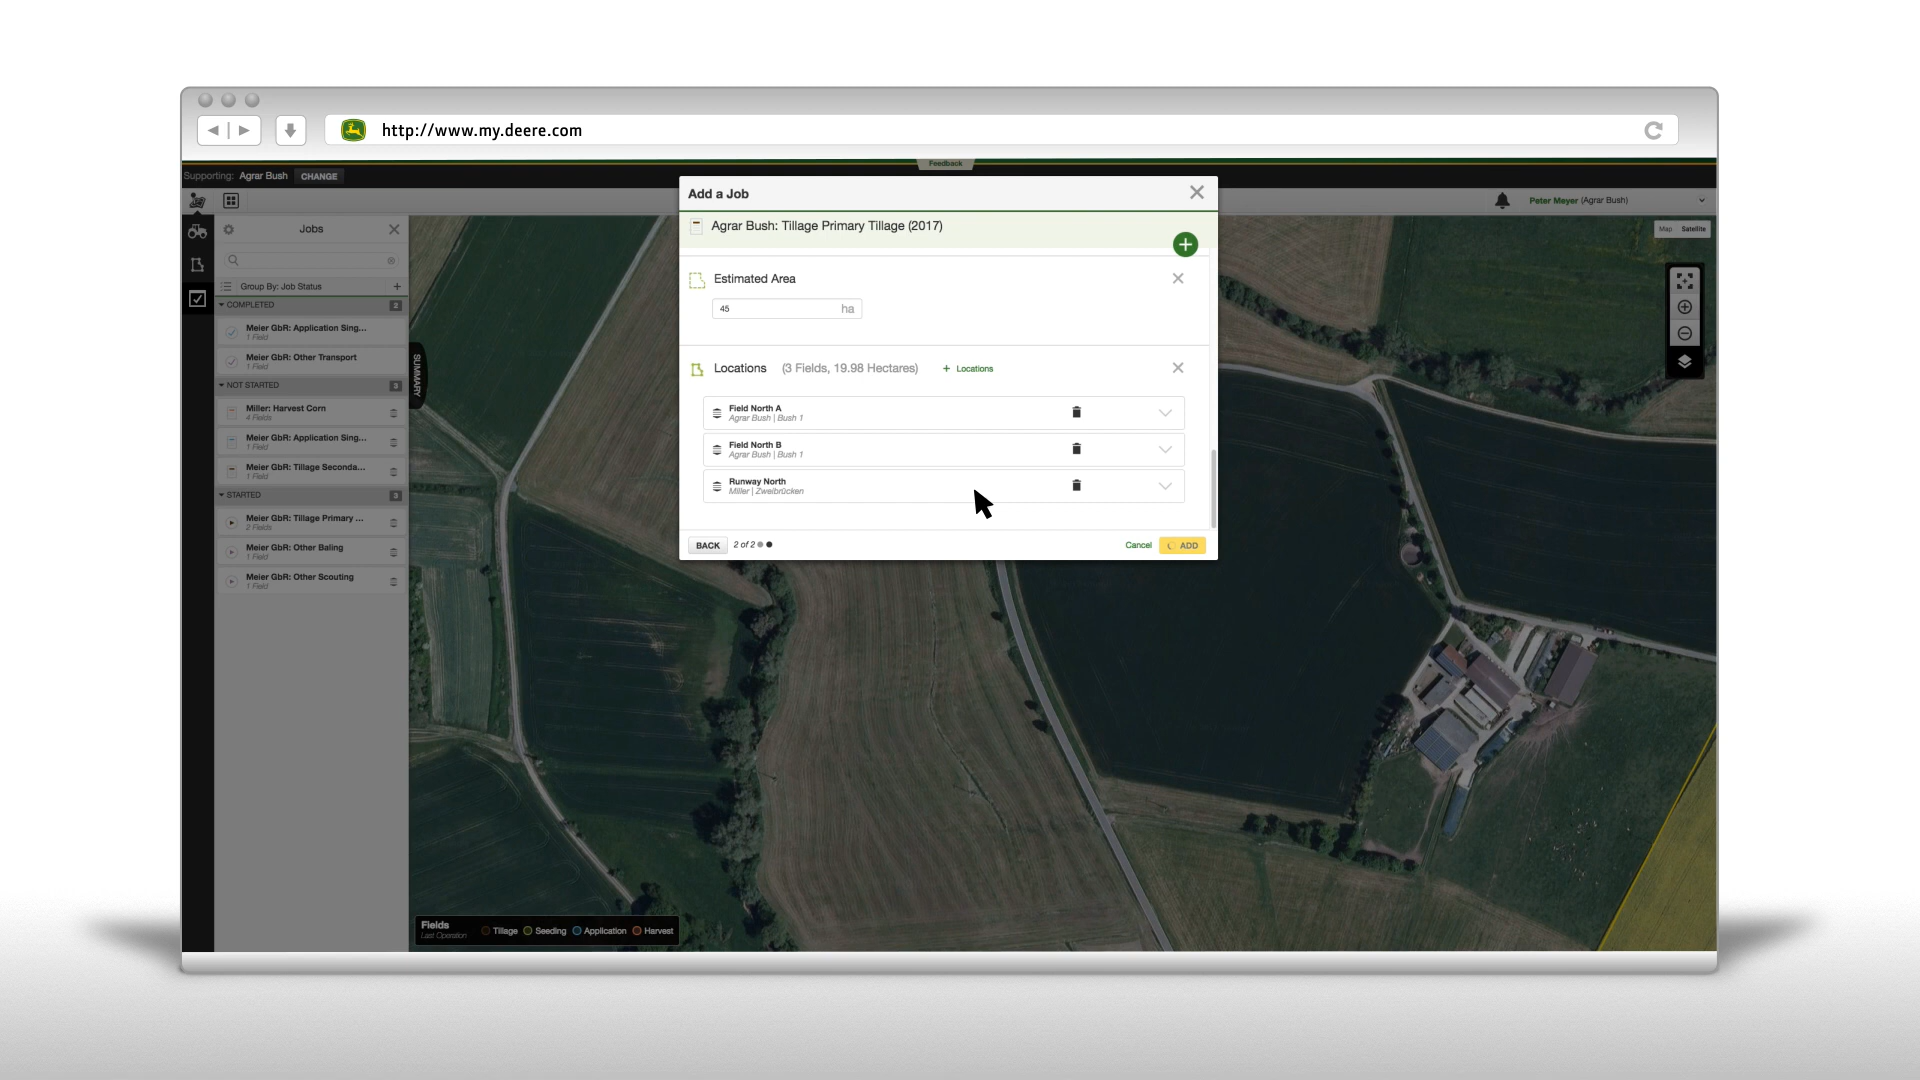 http://www.my.deere.com
Feedback
Supporting: Agrar Bush CHANGE
Peter Meyer (Agrar Bush)
Jobs
Group By: Job Status
COMPLETED 2
Meier GbR: Application Sing...
1 Field
Meier GbR: Other Transport
1 Field
NOT STARTED 3
Miller: Harvest Corn
4 Fields
Meier GbR: Application Sing...
1 Field
Meier GbR: Tillage Seconda...
1 Field
STARTED 3
Meier GbR: Tillage Primary ...
2 Fields
Meier GbR: Other Baling
1 Field
Meier GbR: Other Scouting
1 Field
SUMMARY
Add a Job
Agrar Bush: Tillage Primary Tillage (2017)
Estimated Area
45 ha
Locations (3 Fields, 19.98 Hectares) + Locations
Field North A
Agrar Bush | Bush 1
Field North B
Agrar Bush | Bush 1
Runway North
Miller | Zweibrücken
BACK 2 of 2 Cancel ADD
Map Satellite
Fields
Last Operation
Tillage Seeding Application Harvest